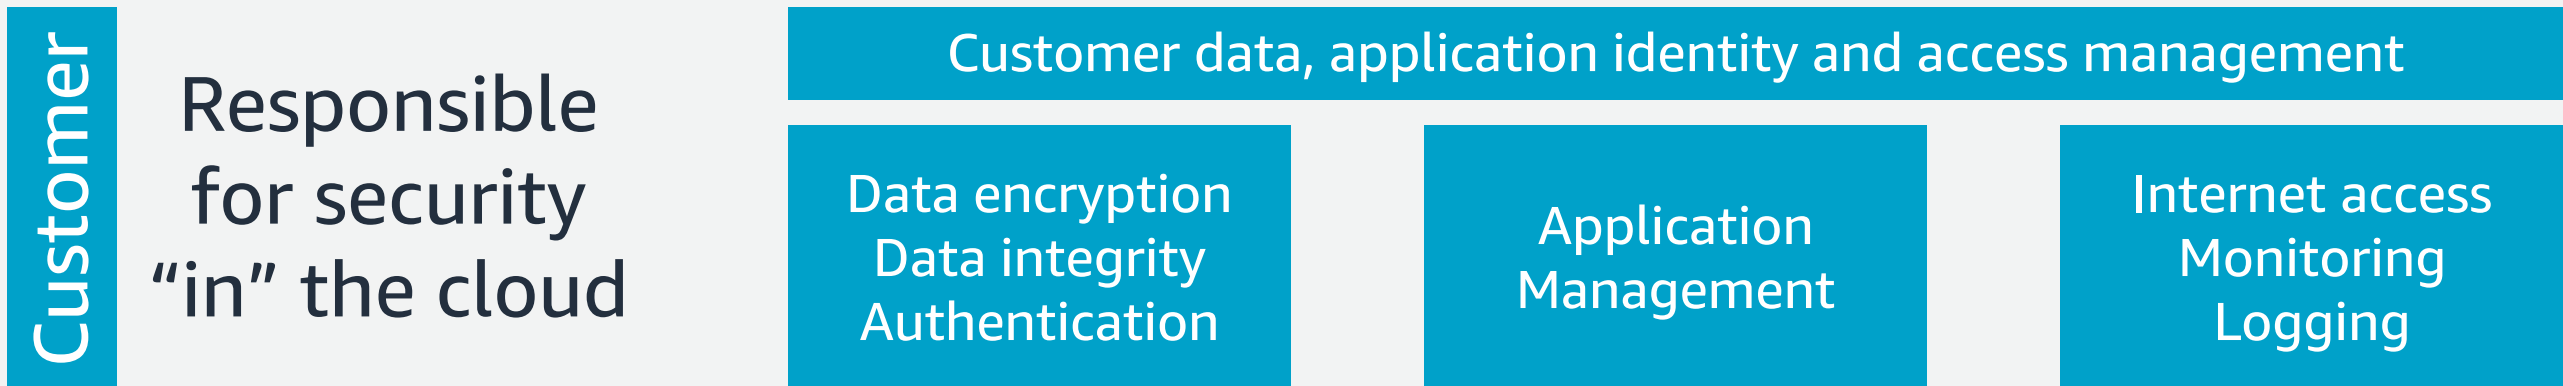 Customer
Responsible
for security
“in” the cloud
Customer data, application identity and access management
Data encryption
Data integrity
Authentication
Application
Management
Internet access
Monitoring
Logging